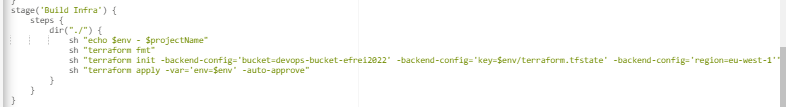 }
stage('Build Infra') {
steps {
dir("./") {
sh "echo $env - $projectName"
sh "terraform fmt"
sh "terraform init -backend-config='bucket=devops-bucket-efrei2022' -backend-config='key=$env/terraform.tfstate' -backend-config='region=eu-west-1'"
sh "terraform apply -var='env=$env' -auto-approve"
}
}
}